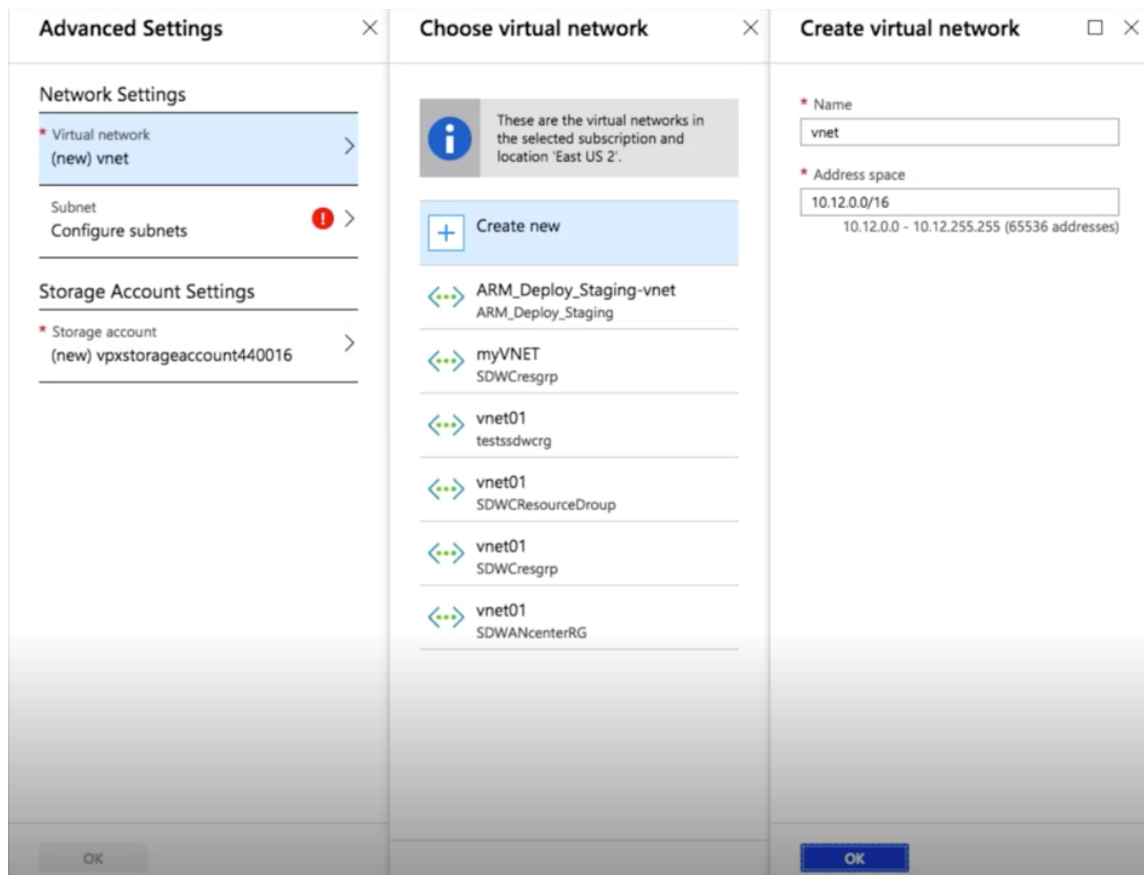 Advanced Settings
Network Settings
* Virtual network
(new) vnet
Subnet
Configure subnets
Storage Account Settings
* Storage account
(new) vpxstorageaccount440016
OK
Choose virtual network
These are the virtual networks in
the selected subscription and
location 'East US 2'.
Create new
ARM_Deploy_Staging-vnet
ARM_Deploy_Staging
myVNET
SDWCresgrp
vnet01
testssdwcrg
vnet01
SDWCResourceDroup
vnet01
SDWCresgrp
vnet01
SDWANcenterRG
Create virtual network
* Name
vnet
* Address space
10.12.0.0/16
10.12.0.0 - 10.12.255.255 (65536 addresses)
OK